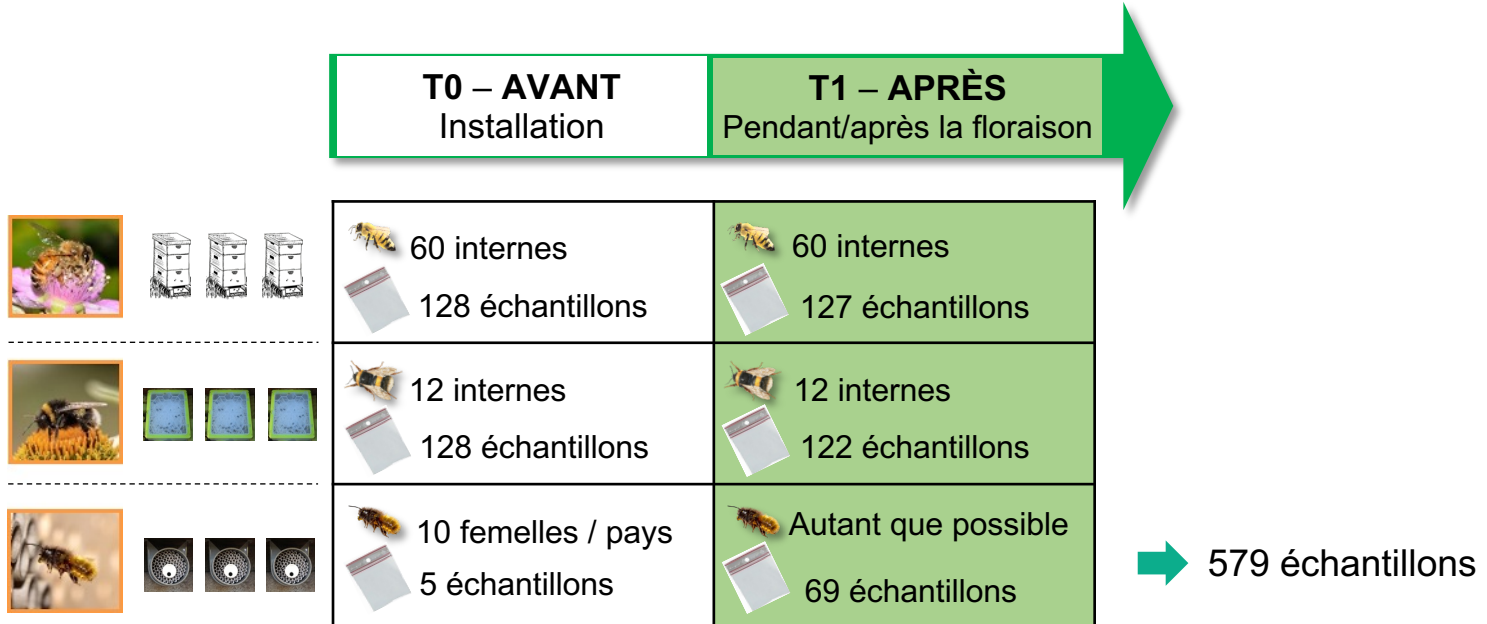 T0 – AVANT
Installation
T1 – APRÈS
Pendant/après la floraison
60 internes
128 échantillons
60 internes
127 échantillons
12 internes
128 échantillons
12 internes
122 échantillons
10 femelles / pays
5 échantillons
Autant que possible
69 échantillons
579 échantillons